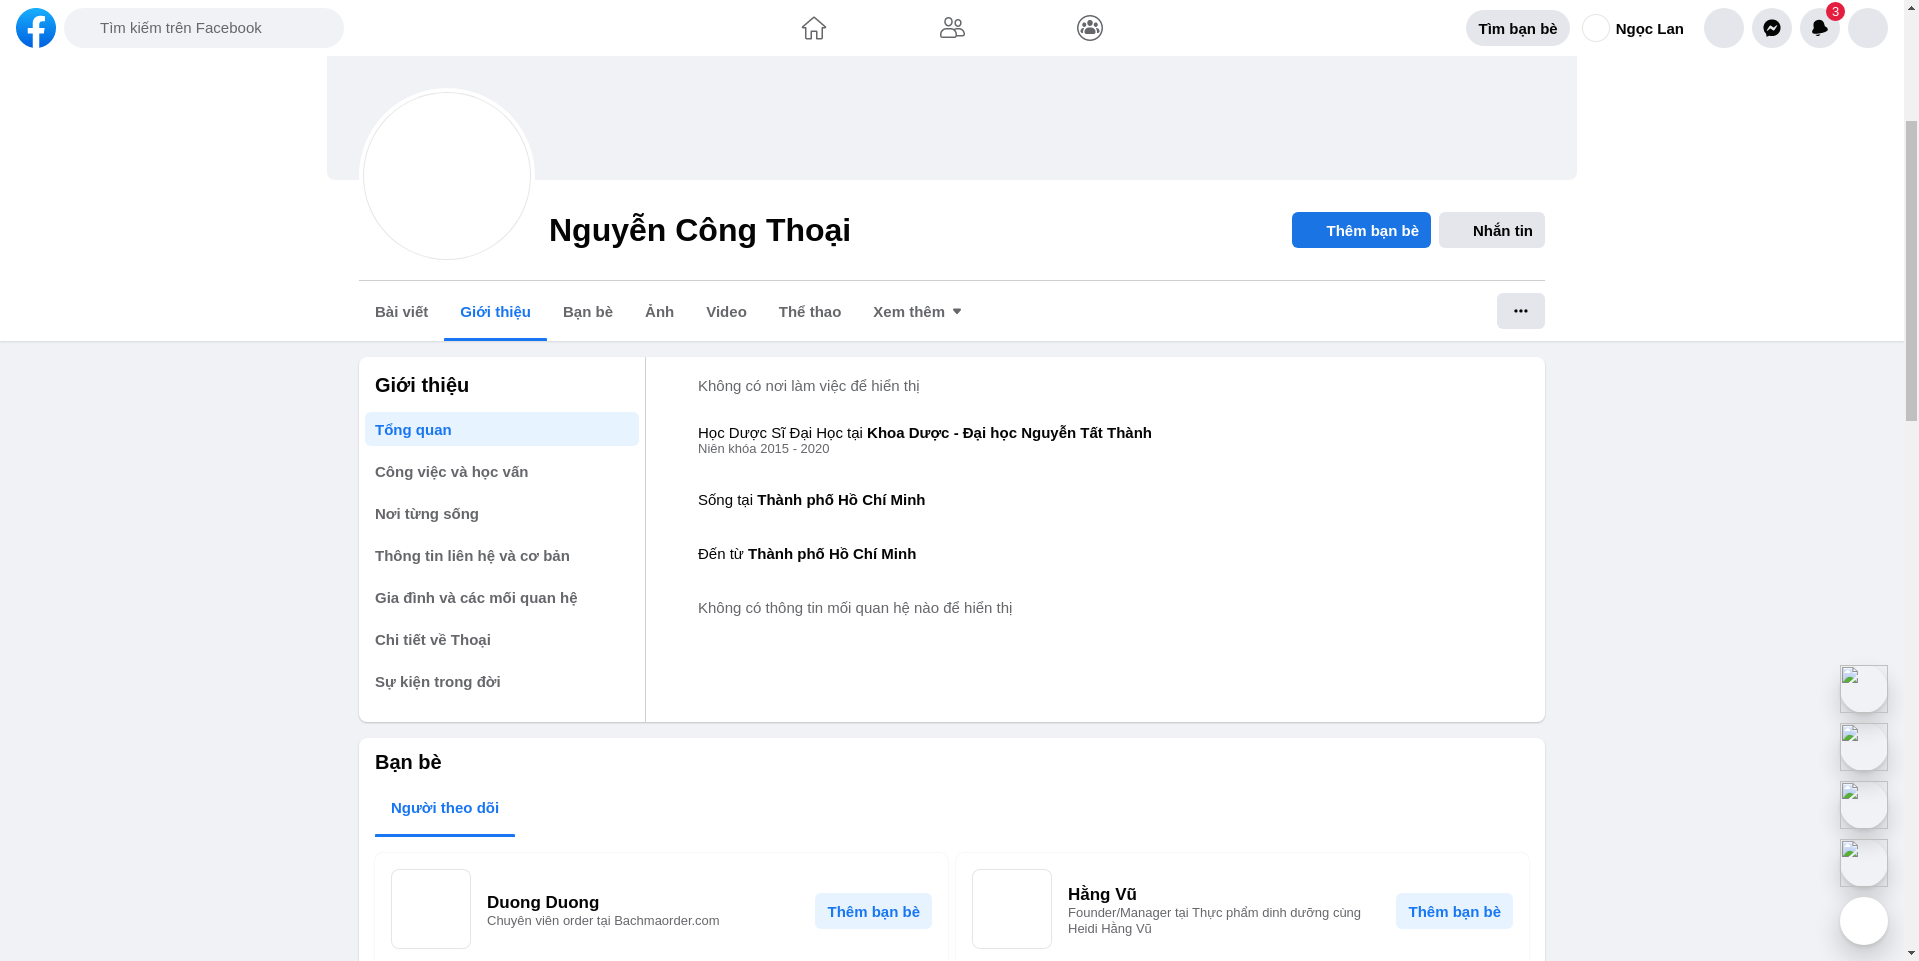 Tìm kiếm trên Facebook
Tìm bạn bè
Ngọc Lan
3
Nguyễn Công Thoại
Thêm bạn bè
Nhắn tin
Bài viết
Giới thiệu
Bạn bè
Ảnh
Video
Thể thao
Xem thêm
Giới thiệu
Tổng quan
Công việc và học vấn
Nơi từng sống
Thông tin liên hệ và cơ bản
Gia đình và các mối quan hệ
Chi tiết về Thoại
Sự kiện trong đời
Không có nơi làm việc để hiển thị
Học Dược Sĩ Đại Học tại Khoa Dược - Đại học Nguyễn Tất Thành
Niên khóa 2015 - 2020
Sống tại Thành phố Hồ Chí Minh
Đến từ Thành phố Hồ Chí Minh
Không có thông tin mối quan hệ nào để hiển thị
Bạn bè
Người theo dõi
Duong Duong
Chuyên viên order tại Bachmaorder.com
Thêm bạn bè
Hằng Vũ
Founder/Manager tại Thực phẩm dinh dưỡng cùng
Heidi Hằng Vũ
Thêm bạn bè